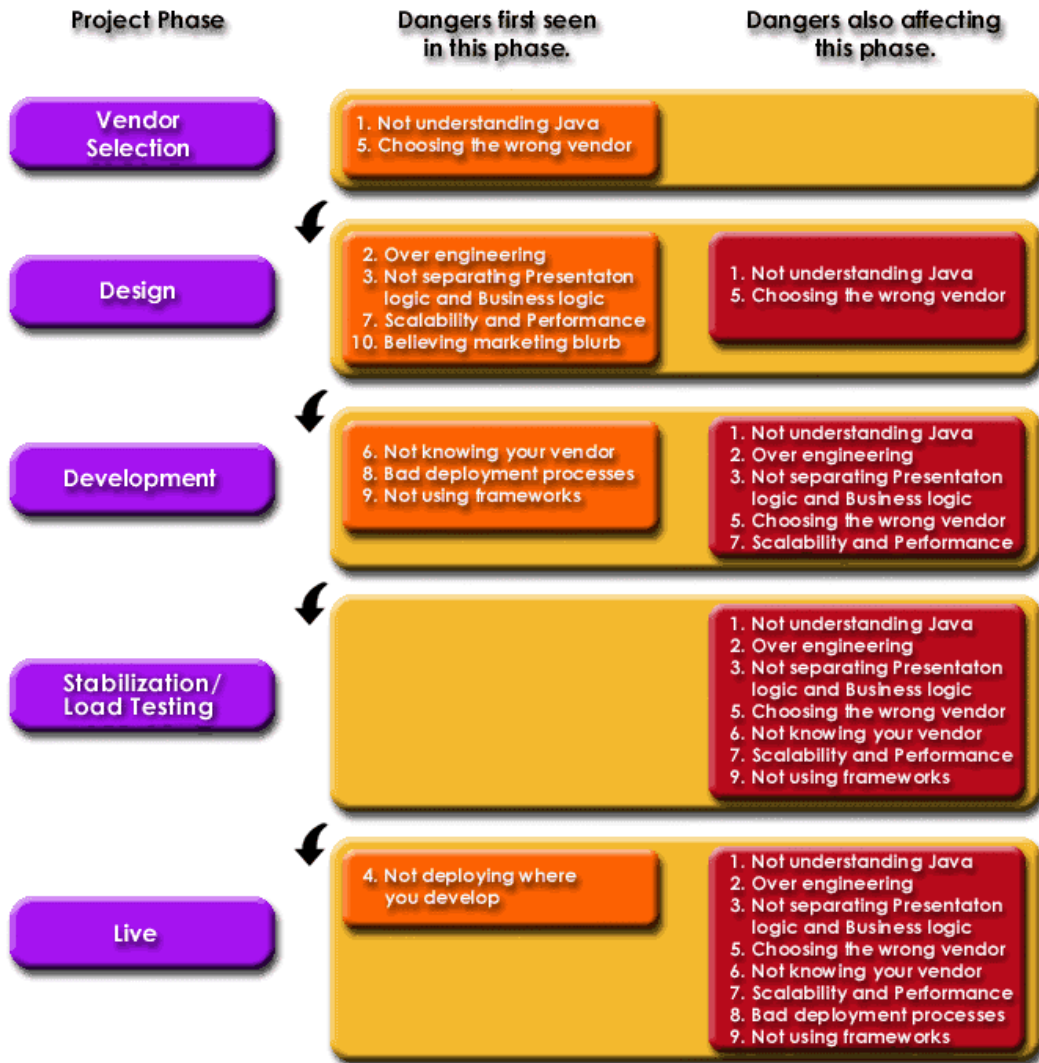 Project Phase
Dangers first seen
in this phase.
Dangers also affecting
this phase.
Vendor
Selection
1. Not understanding Java
5. Choosing the wrong vendor
Design
2. Over engineering
3. Not separating Presentaton
logic and Business logic
7. Scalability and Performance
10. Believing marketing blurb
1. Not understanding Java
5. Choosing the wrong vendor
Development
6. Not knowing your vendor
8. Bad deployment processes
9. Not using frameworks
1. Not understanding Java
2. Over engineering
3. Not separating Presentaton
logic and Business logic
5. Choosing the wrong vendor
7. Scalability and Performance
Stabilization/
Load Testing
1. Not understanding Java
2. Over engineering
3. Not separating Presentaton
logic and Business logic
5. Choosing the wrong vendor
6. Not knowing your vendor
7. Scalability and Performance
9. Not using frameworks
Live
4. Not deploying where
you develop
1. Not understanding Java
2. Over engineering
3. Not separating Presentaton
logic and Business logic
5. Choosing the wrong vendor
6. Not knowing your vendor
7. Scalability and Performance
8. Bad deployment processes
9. Not using frameworks